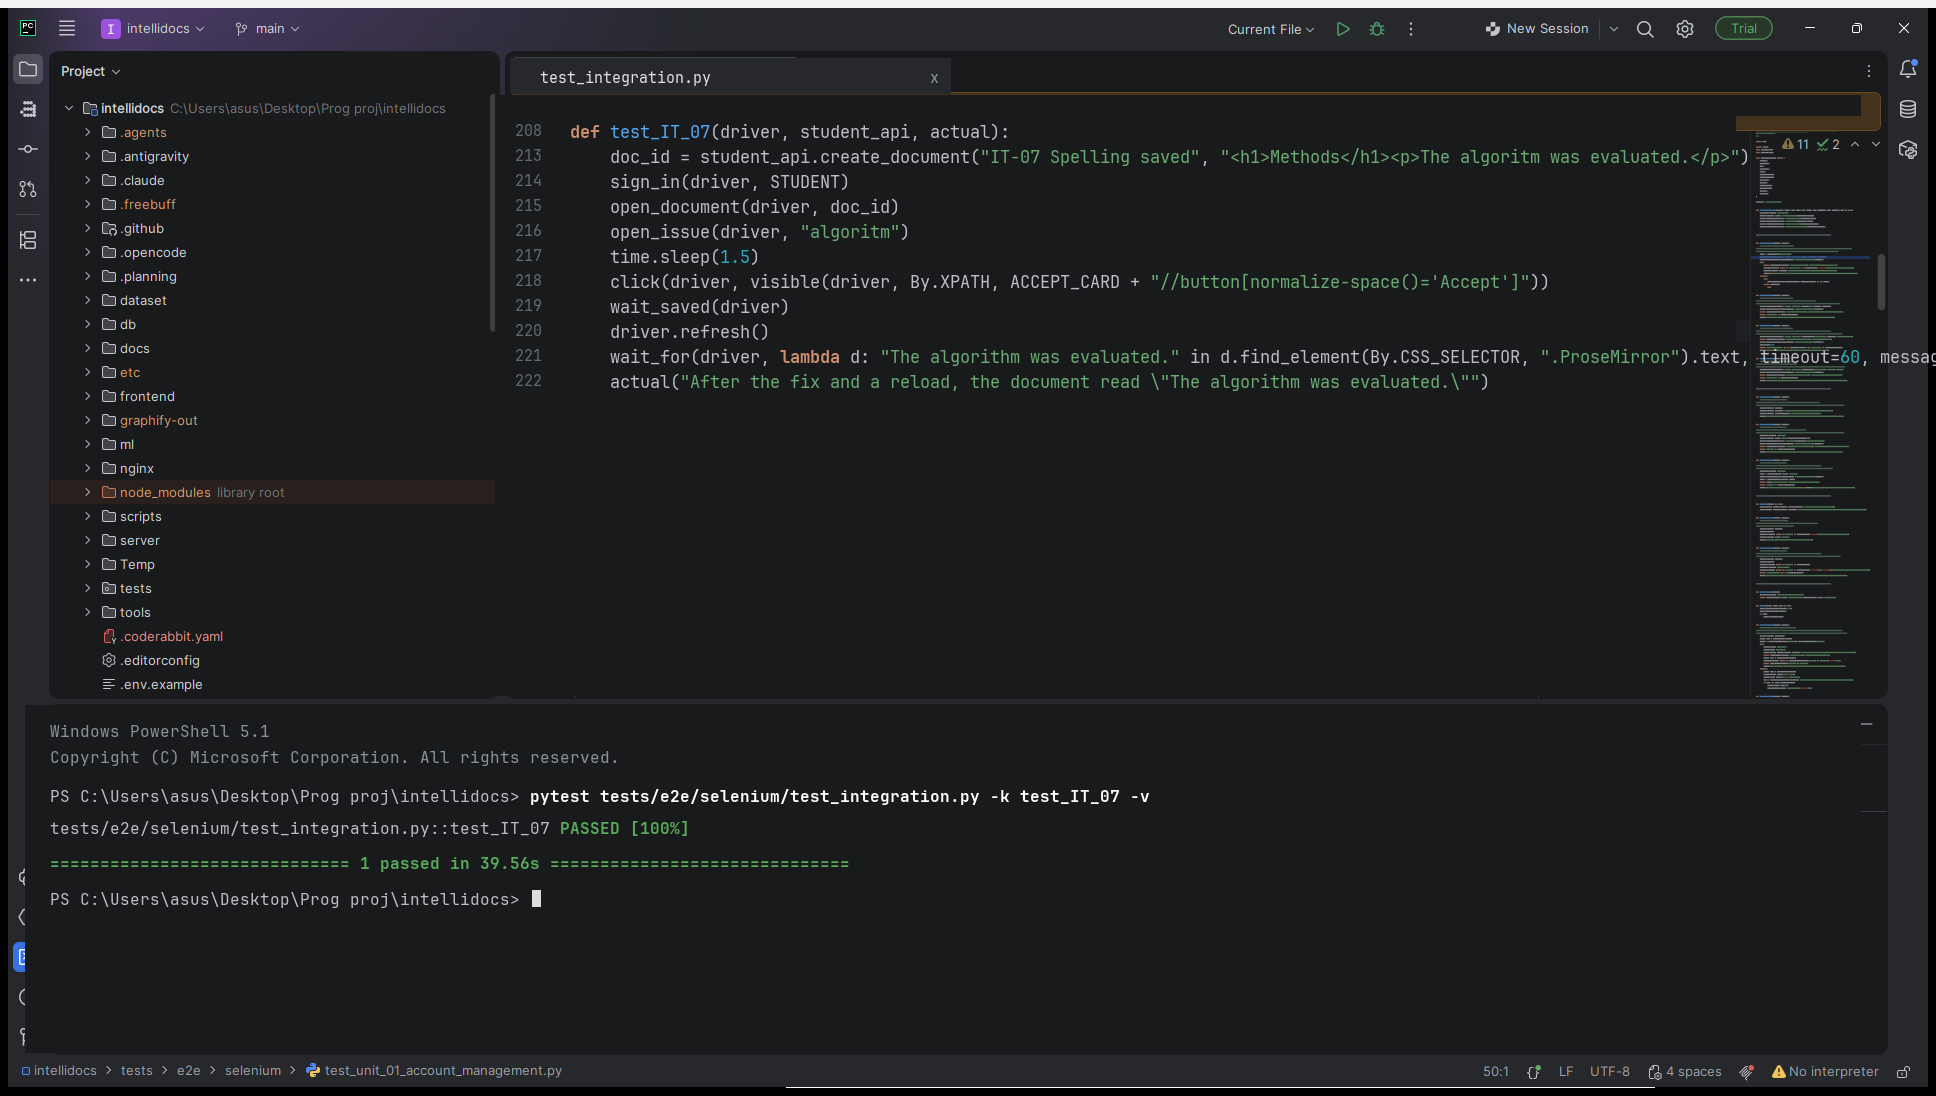 PC
I intellidocs
main
Current File
New Session
Trial
Project
intellidocs C:\Users\asus\Desktop\Prog proj\intellidocs
.agents
.antigravity
.claude
.freebuff
.github
.opencode
.planning
dataset
db
docs
etc
frontend
graphify-out
ml
nginx
node_modules library root
scripts
server
Temp
tests
tools
.coderabbit.yaml
.editorconfig
.env.example
test_integration.py x
11 2
208 def test_IT_07(driver, student_api, actual):
213 doc_id = student_api.create_document("IT-07 Spelling saved", "<h1>Methods</h1><p>The algoritm was evaluated.</p>")
214 sign_in(driver, STUDENT)
215 open_document(driver, doc_id)
216 open_issue(driver, "algoritm")
217 time.sleep(1.5)
218 click(driver, visible(driver, By.XPATH, ACCEPT_CARD + "//button[normalize-space()='Accept']"))
219 wait_saved(driver)
220 driver.refresh()
221 wait_for(driver, lambda d: "The algorithm was evaluated." in d.find_element(By.CSS_SELECTOR, ".ProseMirror").text, timeout=60, messag
222 actual("After the fix and a reload, the document read \"The algorithm was evaluated.\"")
Windows PowerShell 5.1
Copyright (C) Microsoft Corporation. All rights reserved.
PS C:\Users\asus\Desktop\Prog proj\intellidocs> pytest tests/e2e/selenium/test_integration.py -k test_IT_07 -v
tests/e2e/selenium/test_integration.py::test_IT_07 PASSED [100%]
============================== 1 passed in 39.56s ==============================
PS C:\Users\asus\Desktop\Prog proj\intellidocs>
intellidocs > tests > e2e > selenium > test_unit_01_account_management.py
50:1 LF UTF-8 4 spaces No interpreter